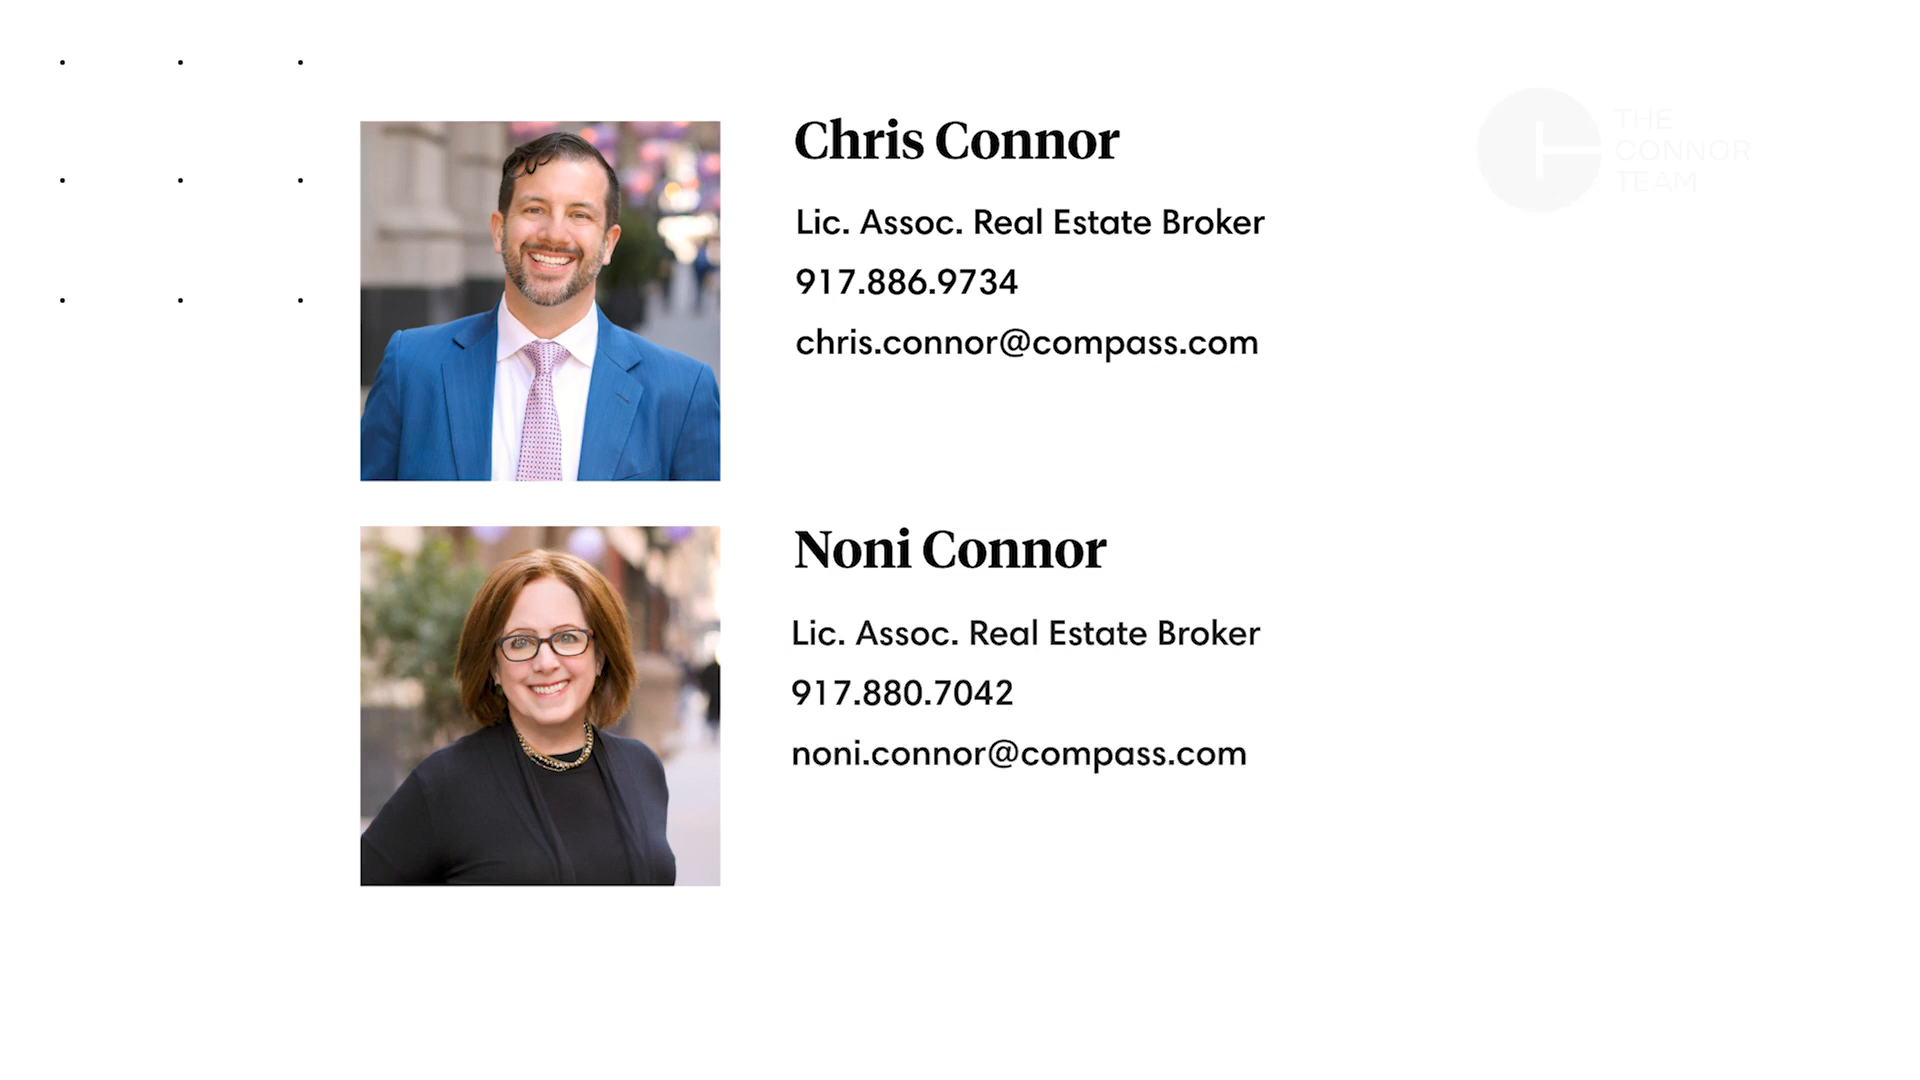 Chris Connor
Lic. Assoc. Real Estate Broker
917.886.9734
chris.connor@compass.com
THE
CONNOR
TEAM
Noni Connor
Lic. Assoc. Real Estate Broker
917.880.7042
noni.connor@compass.com